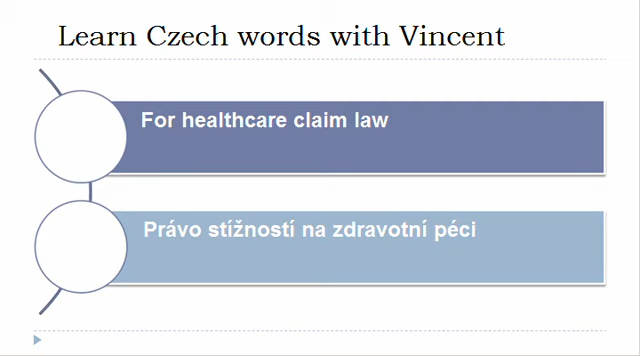 Learn Czech words with Vincent
For healthcare claim law
Právo stížností na zdravotní péci